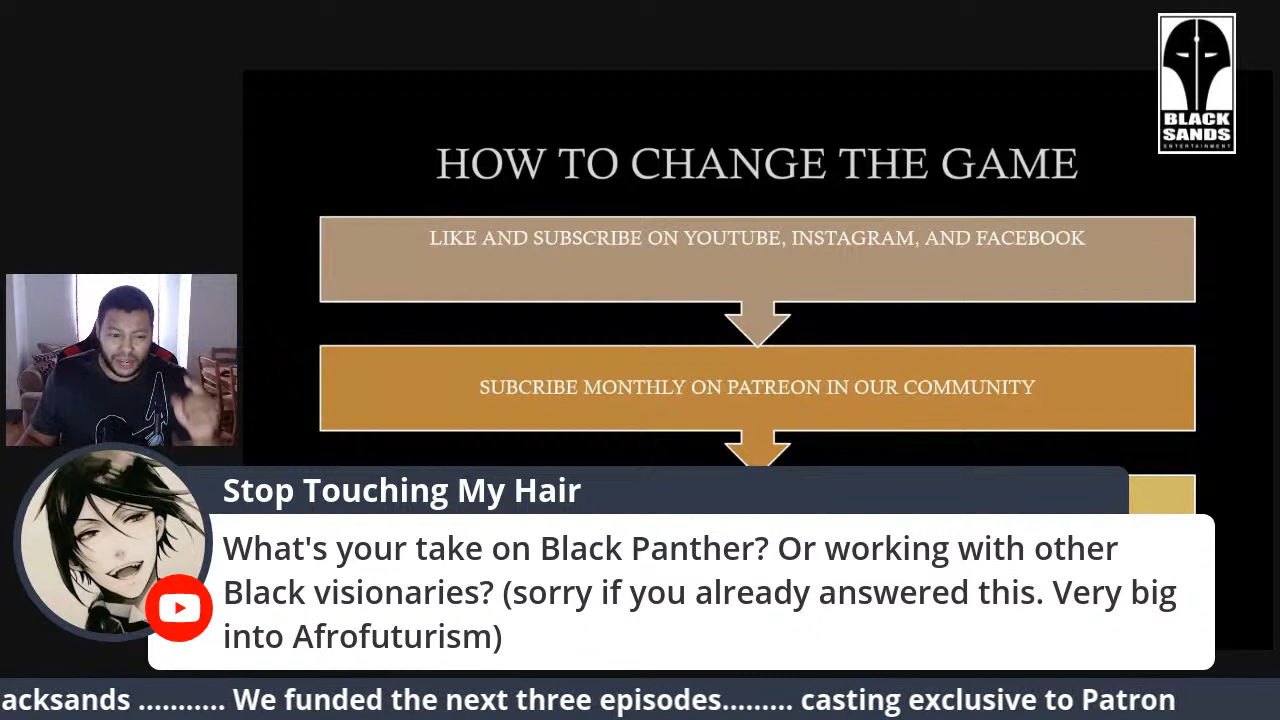 BLACK
SANDS
ENTERTAINMENT
HOW TO CHANGE THE GAME
LIKE AND SUBSCRIBE ON YOUTUBE, INSTAGRAM, AND FACEBOOK
SUBCRIBE MONTHLY ON PATREON IN OUR COMMUNITY
Stop Touching My Hair
What's your take on Black Panther? Or working with other
Black visionaries? (sorry if you already answered this. Very big
into Afrofuturism)
acksands ........... We funded the next three episodes......... casting exclusive to Patron